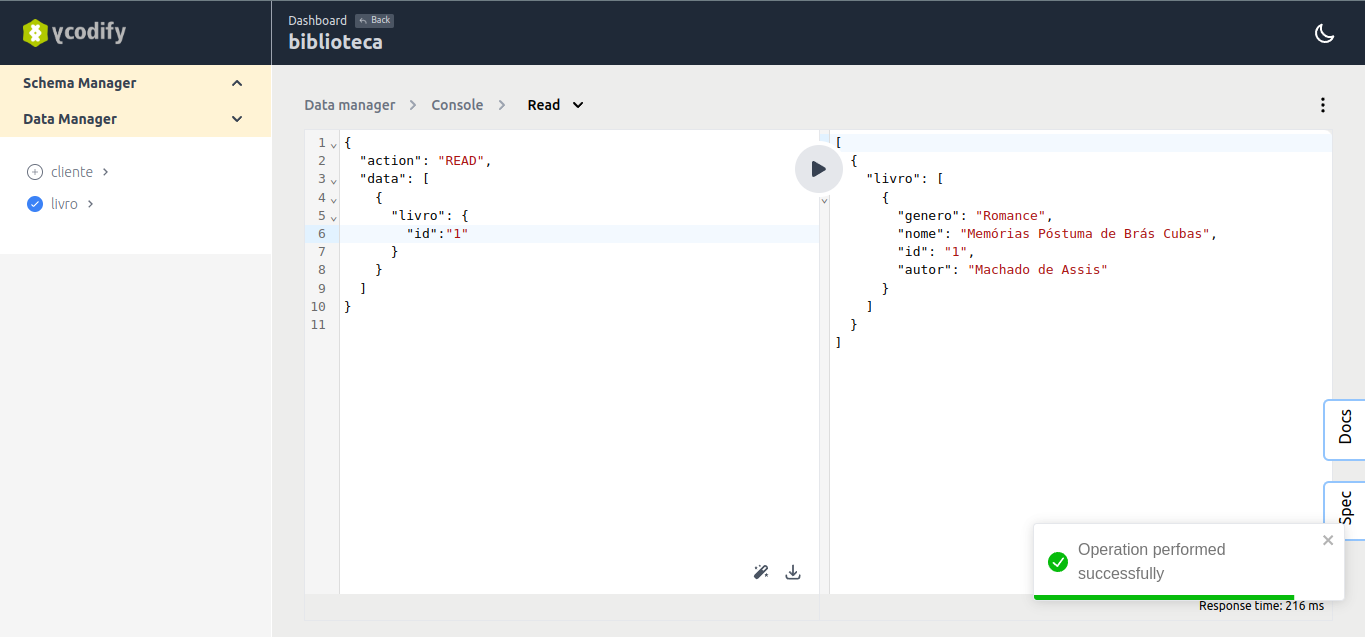 ycodify
Dashboard
Back
biblioteca
Schema Manager
Data Manager
cliente
livro
Data manager > Console > Read
1 {
2   "action": "READ",
3   "data": [
4     {
5       "livro": {
6         "id":"1"
7       }
8     }
9   ]
10 }
11
[
  {
    "livro": [
      {
        "genero": "Romance",
        "nome": "Memórias Póstuma de Brás Cubas",
        "id": "1",
        "autor": "Machado de Assis"
      }
    ]
  }
]
Docs
Spec
Operation performed
successfully
Response time: 216 ms